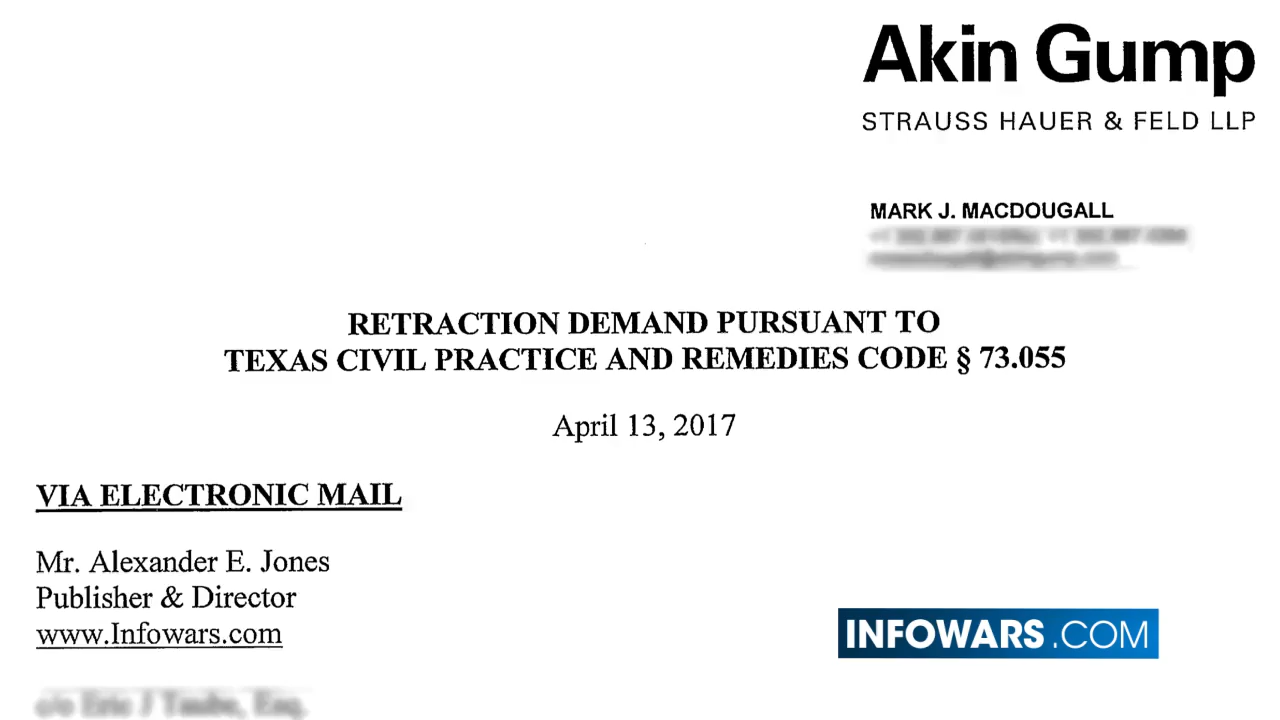 Akin Gump
STRAUSS HAUER & FELD LLP
MARK J. MACDOUGALL
RETRACTION DEMAND PURSUANT TO
TEXAS CIVIL PRACTICE AND REMEDIES CODE § 73.055
April 13, 2017
VIA ELECTRONIC MAIL
Mr. Alexander E. Jones
Publisher & Director
www.Infowars.com
INFOWARS.COM